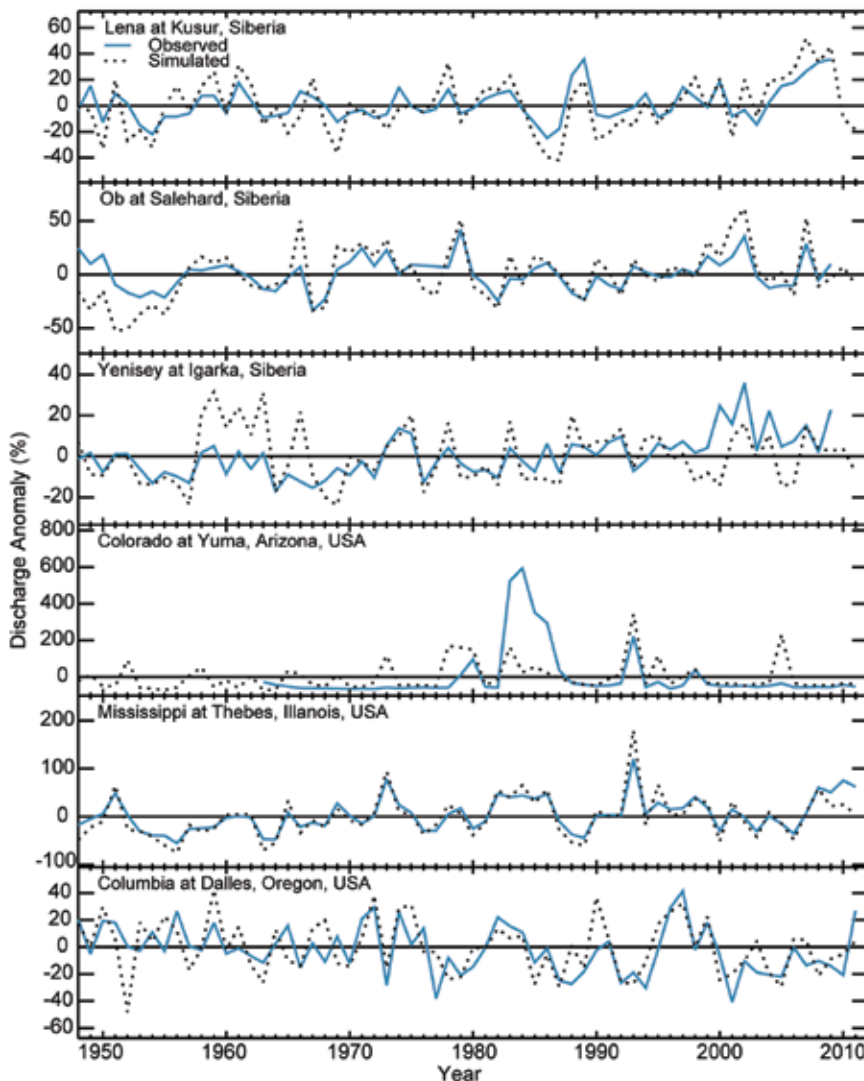 Lena at Kusur, Siberia
Observed
Simulated
60
40
20
0
-20
-40
Ob at Salehard, Siberia
50
0
-50
Yenisey at Igarka, Siberia
40
20
0
-20
Colorado at Yuma, Arizona, USA
800
600
400
200
0
Mississippi at Thebes, Illanois, USA
200
100
0
-100
Columbia at Dalles, Oregon, USA
40
20
0
-20
-40
-60
Discharge Anomaly (%)
1950 1960 1970 1980 1990 2000 2010
Year